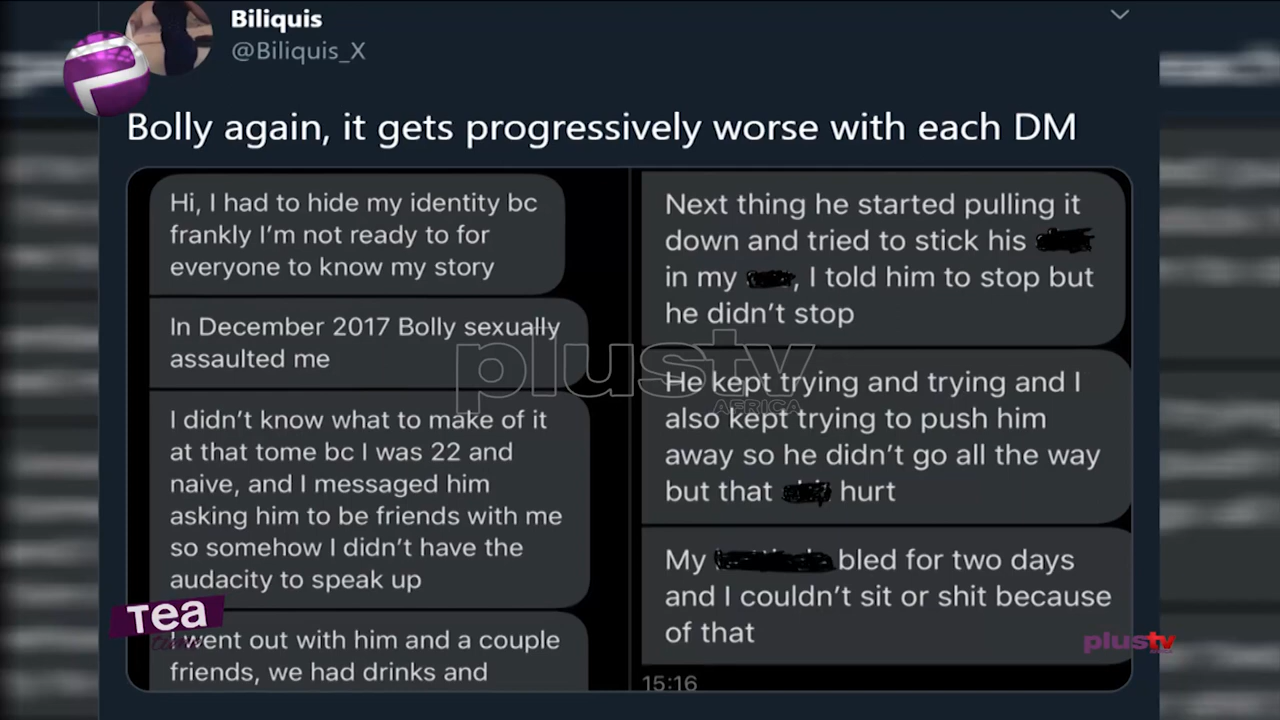 Biliquis
@Biliquis_X
Bolly again, it gets progressively worse with each DM
Hi, I had to hide my identity bc
frankly I'm not ready to for
everyone to know my story
In December 2017 Bolly sexually
assaulted me
I didn't know what to make of it
at that tome bc I was 22 and
naive, and I messaged him
asking him to be friends with me
so somehow I didn't have the
audacity to speak up
I went out with him and a couple
friends, we had drinks and
Next thing he started pulling it
down and tried to stick his
in my , I told him to stop but
he didn't stop
He kept trying and trying and I
also kept trying to push him
away so he didn't go all the way
but that hurt
My bled for two days
and I couldn't sit or shit because
of that
15:16
plustv
AFRICA
Tea
time
plustv